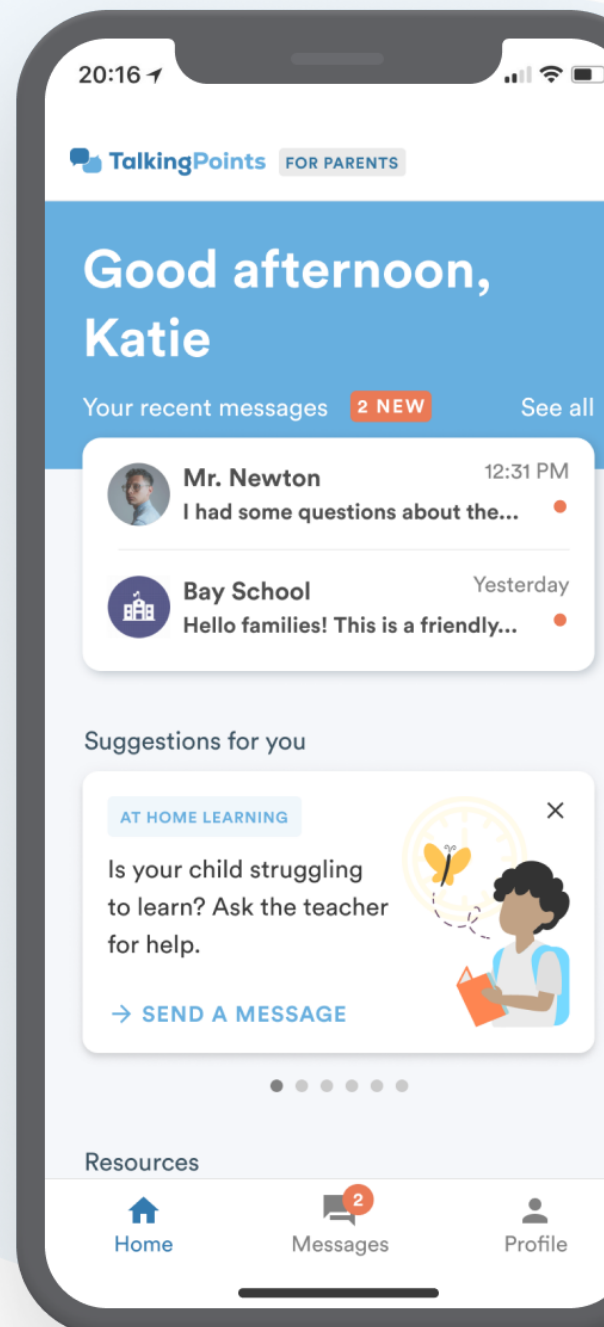 20:16
TalkingPoints FOR PARENTS
Good afternoon,
Katie
Your recent messages 2 NEW See all
Mr. Newton 12:31 PM
I had some questions about the...
Bay School Yesterday
Hello families! This is a friendly...
Suggestions for you
AT HOME LEARNING
Is your child struggling
to learn? Ask the teacher
for help.
→ SEND A MESSAGE
Resources
2
Home Messages Profile